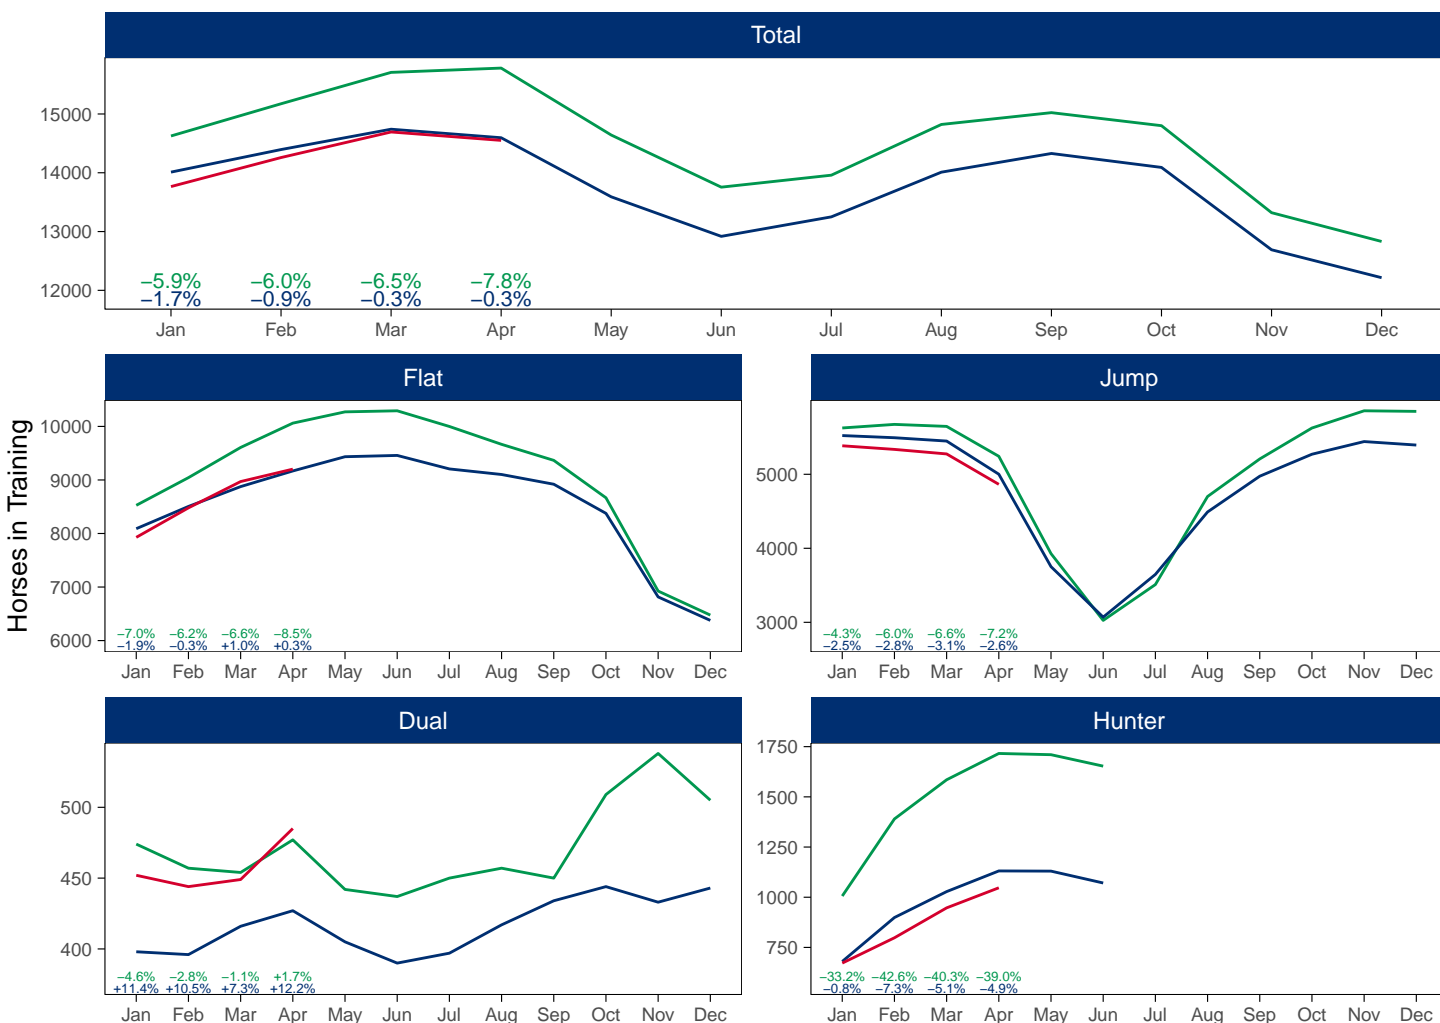 Total
15000
14000
13000
12000
−5.9% −6.0% −6.5% −7.8%
−1.7% −0.9% −0.3% −0.3%
Jan Feb Mar Apr May Jun Jul Aug Sep Oct Nov Dec
Horses in Training
Flat
10000
9000
8000
7000
6000
−7.0% −6.2% −6.6% −8.5%
−1.9% −0.3% +1.0% +0.3%
Jan Feb Mar Apr May Jun Jul Aug Sep Oct Nov Dec
Jump
5000
4000
3000
−4.3% −6.0% −6.6% −7.2%
−2.5% −2.8% −3.1% −2.6%
Jan Feb Mar Apr May Jun Jul Aug Sep Oct Nov Dec
Dual
500
450
400
−4.6% −2.8% −1.1% +1.7%
+11.4% +10.5% +7.3% +12.2%
Jan Feb Mar Apr May Jun Jul Aug Sep Oct Nov Dec
Hunter
1750
1500
1250
1000
750
−33.2% −42.6% −40.3% −39.0%
−0.8% −7.3% −5.1% −4.9%
Jan Feb Mar Apr May Jun Jul Aug Sep Oct Nov Dec